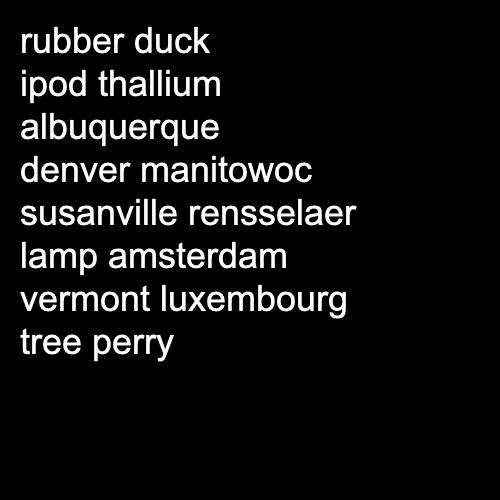 rubber duck
ipod thallium
albuquerque
denver manitowoc
susanville rensselaer
lamp amsterdam
vermont luxembourg
tree perry